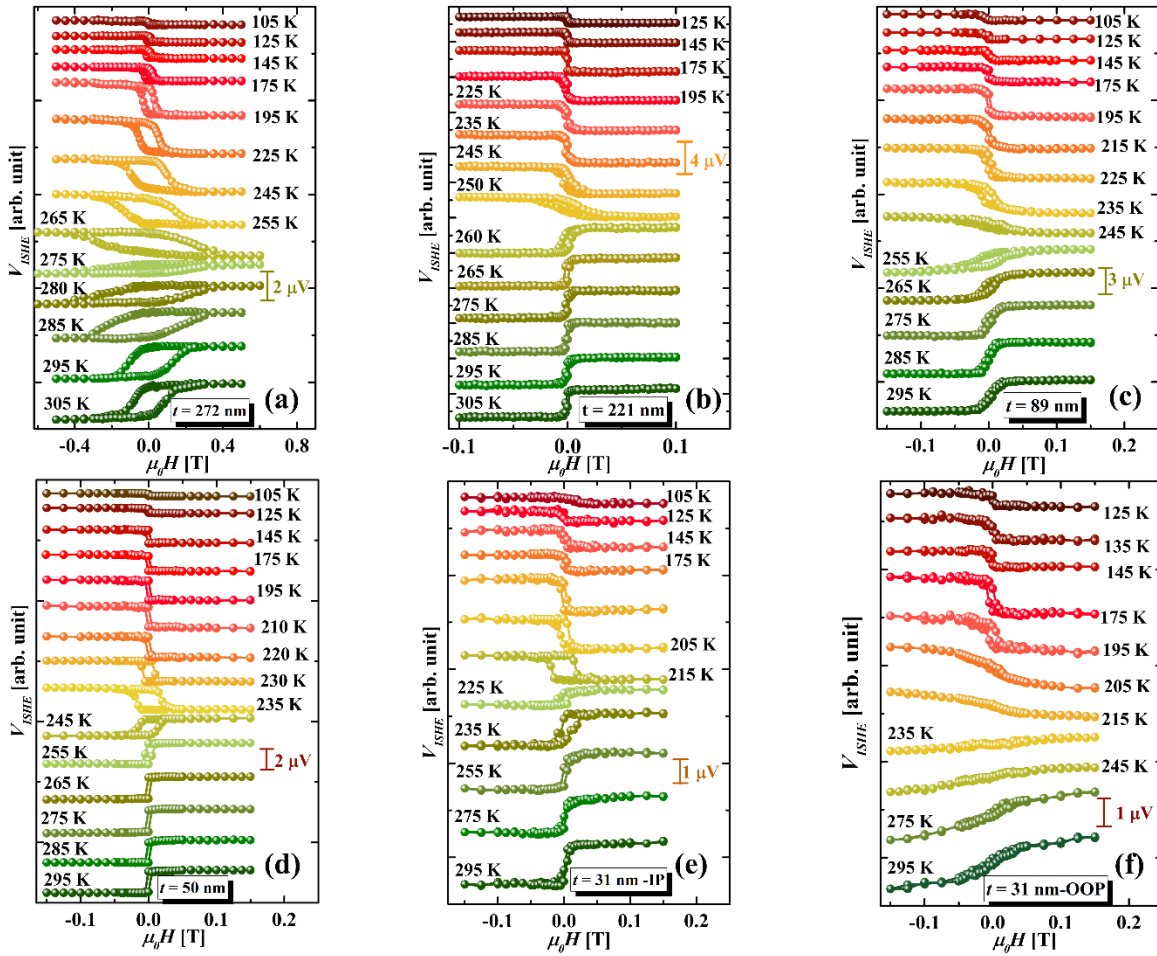 V_ISHE [arb. unit]
105 K
125 K
145 K
175 K
195 K
225 K
245 K
255 K
265 K
275 K
280 K
2 μV
285 K
295 K
305 K
(a)
t = 272 nm
-0.4 0.0 0.4 0.8
μ₀H [T]
V_ISHE [arb. unit]
125 K
145 K
175 K
225 K
195 K
235 K
245 K
4 μV
250 K
260 K
265 K
275 K
285 K
295 K
305 K
(b)
t = 221 nm
-0.1 0.0 0.1
μ₀H [T]
V_ISHE [arb. unit]
105 K
125 K
145 K
175 K
195 K
215 K
225 K
235 K
245 K
255 K
265 K
3 μV
275 K
285 K
295 K
(c)
t = 89 nm
-0.1 0.0 0.1 0.2
μ₀H [T]
V_ISHE [arb. unit]
105 K
125 K
145 K
175 K
195 K
210 K
220 K
230 K
235 K
245 K
255 K
2 μV
265 K
275 K
285 K
295 K
(d)
t = 50 nm
-0.1 0.0 0.1 0.2
μ₀H [T]
V_ISHE [arb. unit]
105 K
125 K
145 K
175 K
205 K
215 K
225 K
235 K
255 K
1 μV
275 K
295 K
(e)
t = 31 nm -IP
-0.1 0.0 0.1 0.2
μ₀H [T]
V_ISHE [arb. unit]
125 K
135 K
145 K
175 K
195 K
205 K
215 K
235 K
245 K
275 K
1 μV
295 K
(f)
t = 31 nm-OOP
-0.1 0.0 0.1 0.2
μ₀H [T]